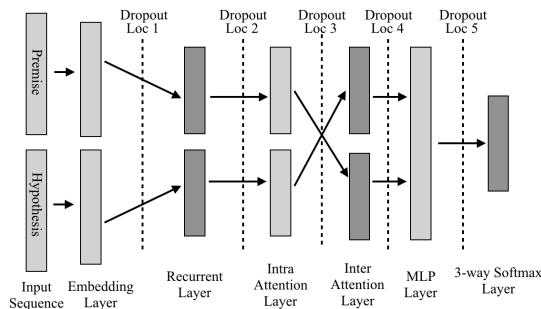 Dropout
Loc 1
Dropout
Loc 2
Dropout
Loc 3
Dropout
Loc 4
Dropout
Loc 5
Premise
Hypothesis
Input
Sequence
Embedding
Layer
Recurrent
Layer
Intra
Attention
Layer
Inter
Attention
Layer
MLP
Layer
3-way Softmax
Layer